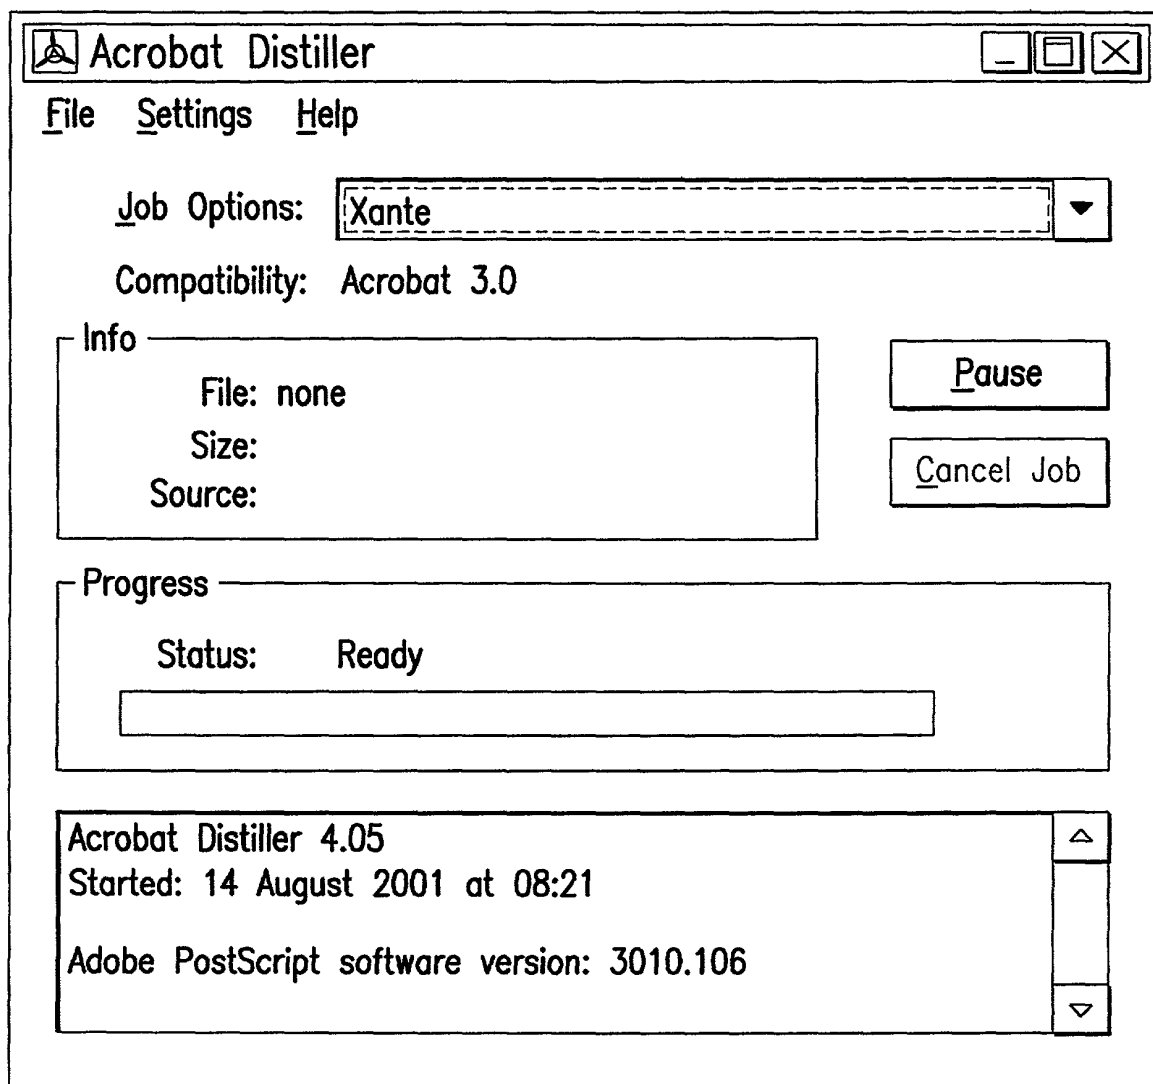 Acrobat Distiller
File Settings Help
Job Options: Xante
Compatibility: Acrobat 3.0
Info
File: none
Size:
Source:
Pause
Cancel Job
Progress
Status: Ready
Acrobat Distiller 4.05
Started: 14 August 2001 at 08:21
Adobe PostScript software version: 3010.106